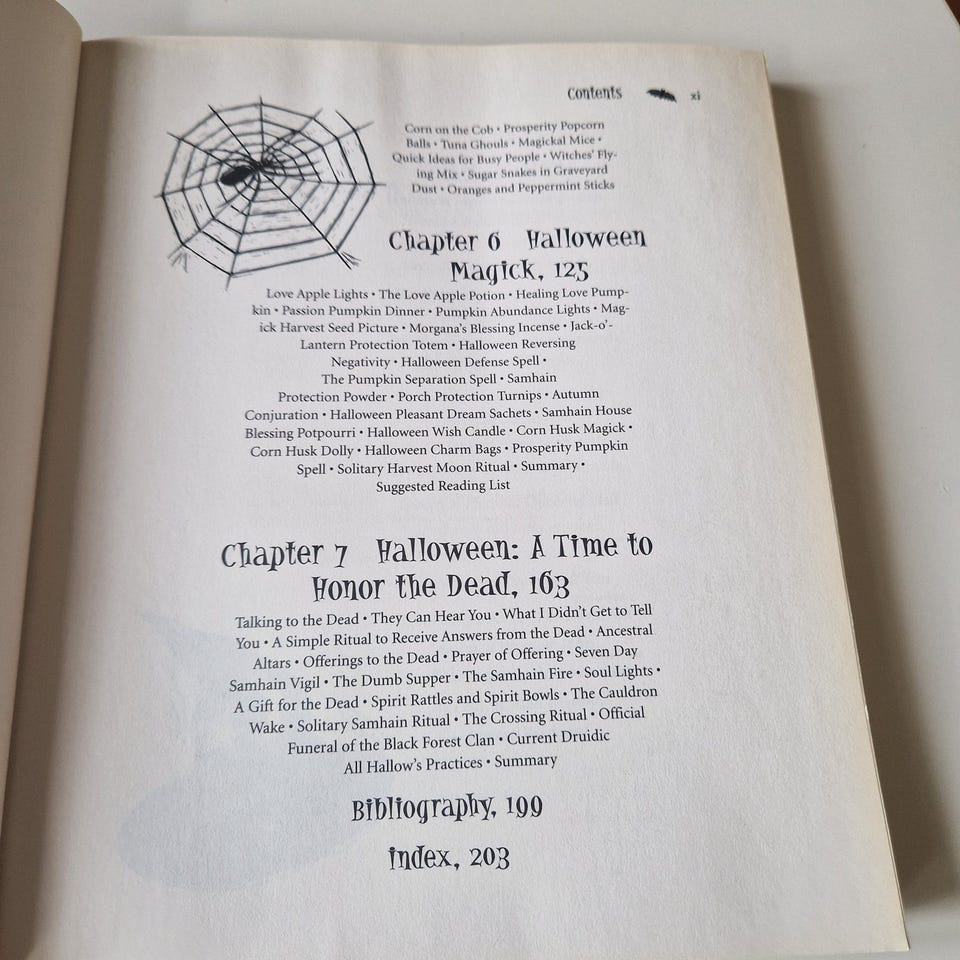 Contents xi
Corn on the Cob • Prosperity Popcorn
Balls • Tuna Ghouls • Magickal Mice •
Quick Ideas for Busy People • Witches' Fly-
ing Mix • Sugar Snakes in Graveyard
Dust • Oranges and Peppermint Sticks
Chapter 6 Halloween
Magick, 125
Love Apple Lights • The Love Apple Potion • Healing Love Pump-
kin • Passion Pumpkin Dinner • Pumpkin Abundance Lights • Mag-
ick Harvest Seed Picture • Morgana's Blessing Incense • Jack-o'-
Lantern Protection Totem • Halloween Reversing
Negativity • Halloween Defense Spell •
The Pumpkin Separation Spell • Samhain
Protection Powder • Porch Protection Turnips • Autumn
Conjuration • Halloween Pleasant Dream Sachets • Samhain House
Blessing Potpourri • Halloween Wish Candle • Corn Husk Magick •
Corn Husk Dolly • Halloween Charm Bags • Prosperity Pumpkin
Spell • Solitary Harvest Moon Ritual • Summary •
Suggested Reading List
Chapter 7 Halloween: A Time to
Honor the Dead, 163
Talking to the Dead • They Can Hear You • What I Didn't Get to Tell
You • A Simple Ritual to Receive Answers from the Dead • Ancestral
Altars • Offerings to the Dead • Prayer of Offering • Seven Day
Samhain Vigil • The Dumb Supper • The Samhain Fire • Soul Lights •
A Gift for the Dead • Spirit Rattles and Spirit Bowls • The Cauldron
Wake • Solitary Samhain Ritual • The Crossing Ritual • Official
Funeral of the Black Forest Clan • Current Druidic
All Hallow's Practices • Summary
Bibliography, 199
Index, 203